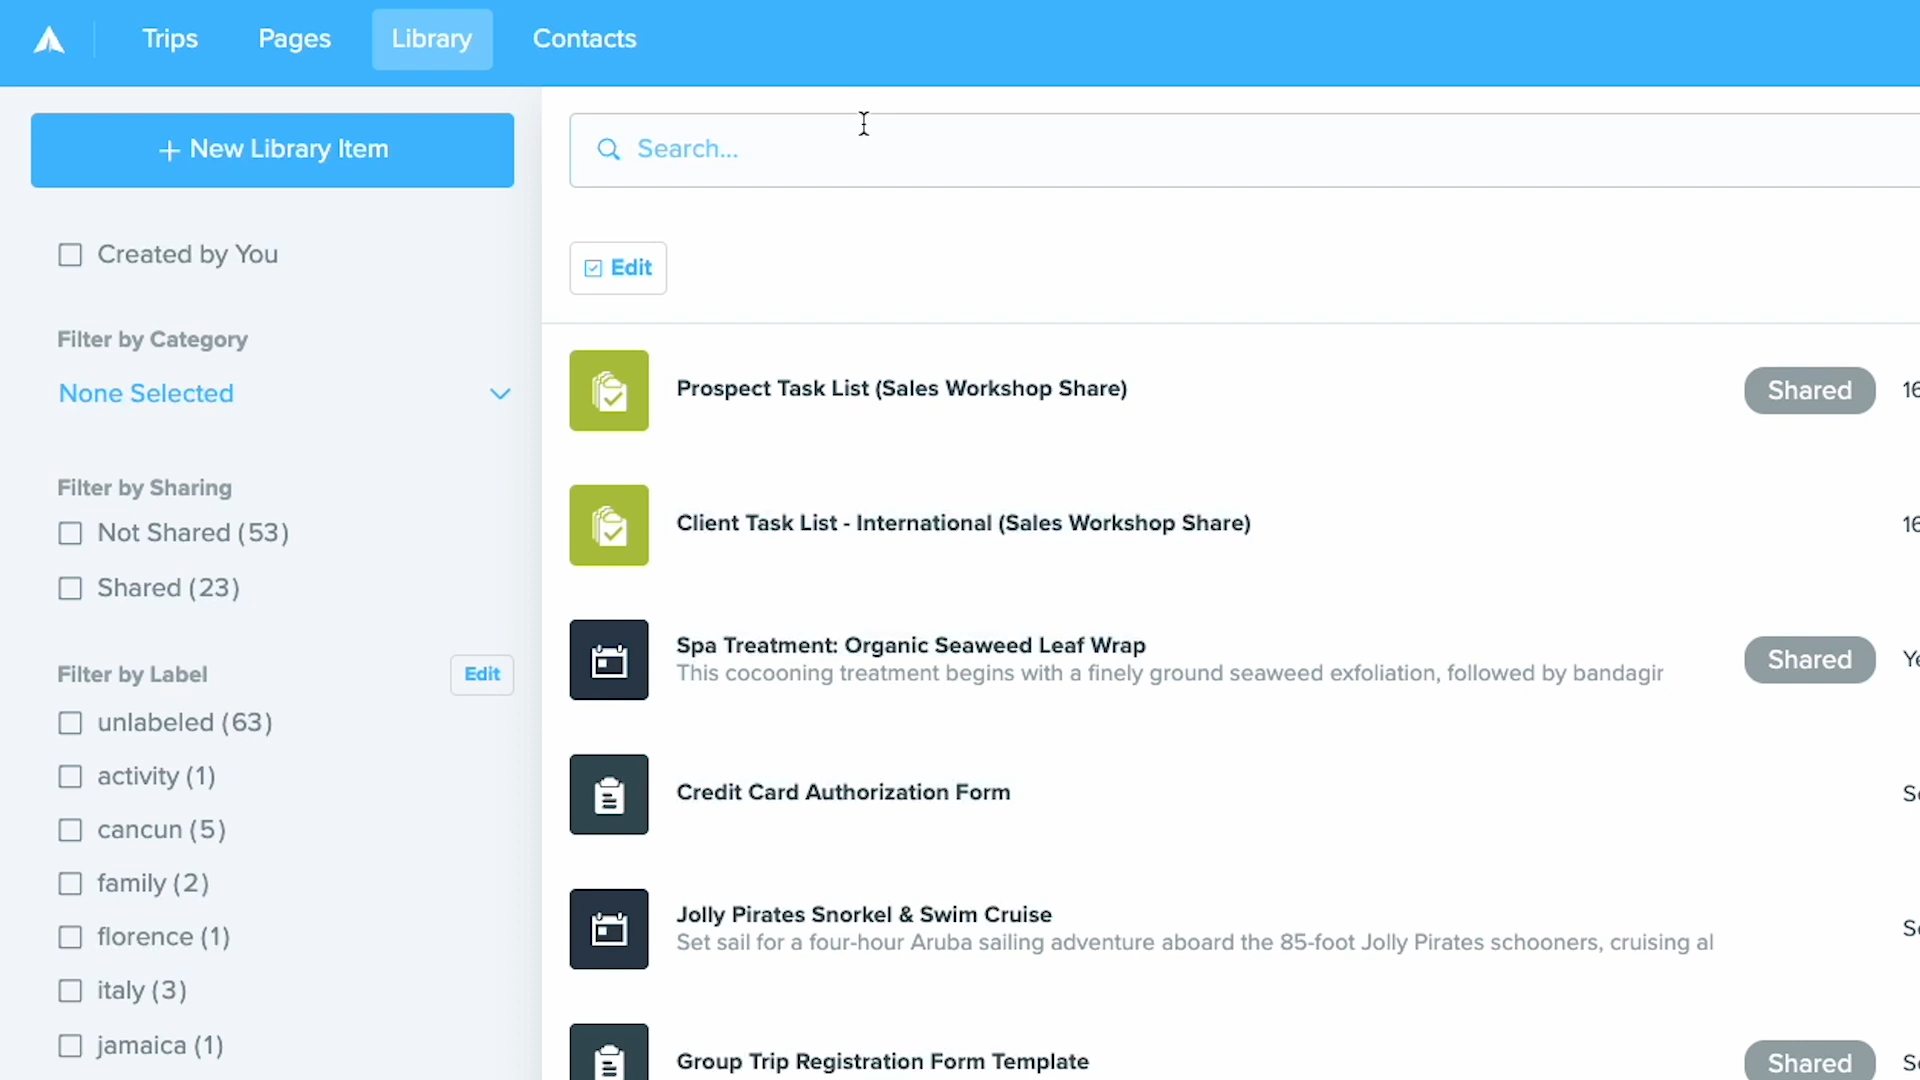 Trips
Pages
Library
Contacts
+ New Library Item
Search...
Created by You
Edit
Filter by Category
None Selected
Prospect Task List (Sales Workshop Share)
Shared
16
Filter by Sharing
Not Shared (53)
Shared (23)
Client Task List - International (Sales Workshop Share)
16
Filter by Label
Edit
unlabeled (63)
activity (1)
cancun (5)
family (2)
florence (1)
italy (3)
jamaica (1)
Spa Treatment: Organic Seaweed Leaf Wrap
This cocooning treatment begins with a finely ground seaweed exfoliation, followed by bandagir
Shared
Ye
Credit Card Authorization Form
Jolly Pirates Snorkel & Swim Cruise
Set sail for a four-hour Aruba sailing adventure aboard the 85-foot Jolly Pirates schooners, cruising al
Group Trip Registration Form Template
Shared